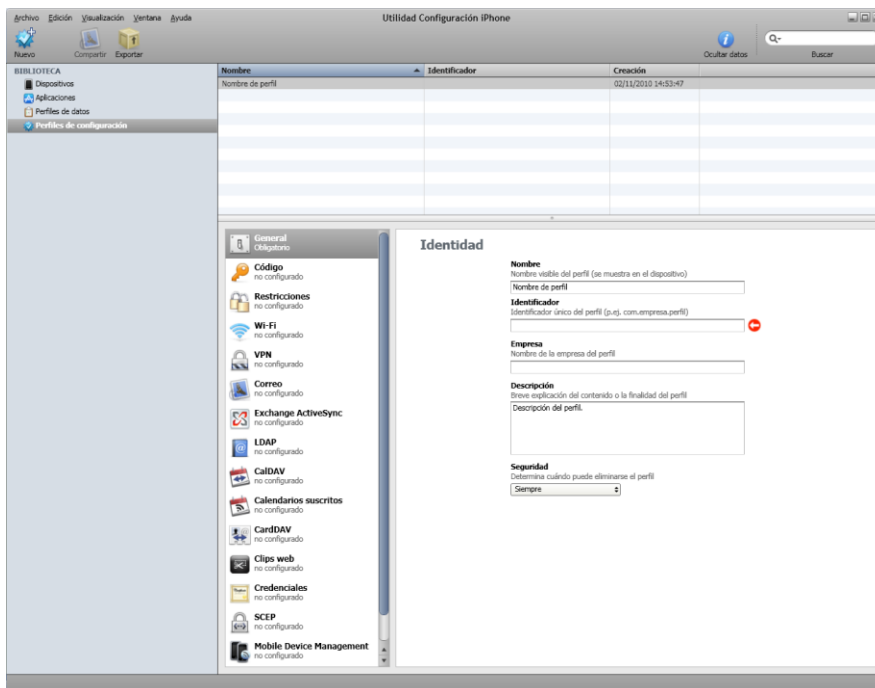 Archivo Edición Visualización Ventana Ayuda
Utilidad Configuración iPhone
Nuevo
Compartir
Exportar
Ocultar datos
Buscar
BIBLIOTECA
Dispositivos
Aplicaciones
Perfiles de datos
Perfiles de configuración
Nombre Identificador Creación
Nombre de perfil 02/11/2010 14:53:47
General
Obligatorio
Código
no configurado
Restricciones
no configurado
Wi-Fi
no configurado
VPN
no configurado
Correo
no configurado
Exchange ActiveSync
no configurado
LDAP
no configurado
CalDAV
no configurado
Calendarios suscritos
no configurado
CardDAV
no configurado
Clips web
no configurado
Credenciales
no configurado
SCEP
no configurado
Mobile Device Management
no configurado
Identidad
Nombre
Nombre visible del perfil (se muestra en el dispositivo)
Nombre de perfil
Identificador
Identificador único del perfil (p.ej. com.empresa.perfil)
Empresa
Nombre de la empresa del perfil
Descripción
Breve explicación del contenido o la finalidad del perfil
Descripción del perfil.
Seguridad
Determina cuándo puede eliminarse el perfil
Siempre